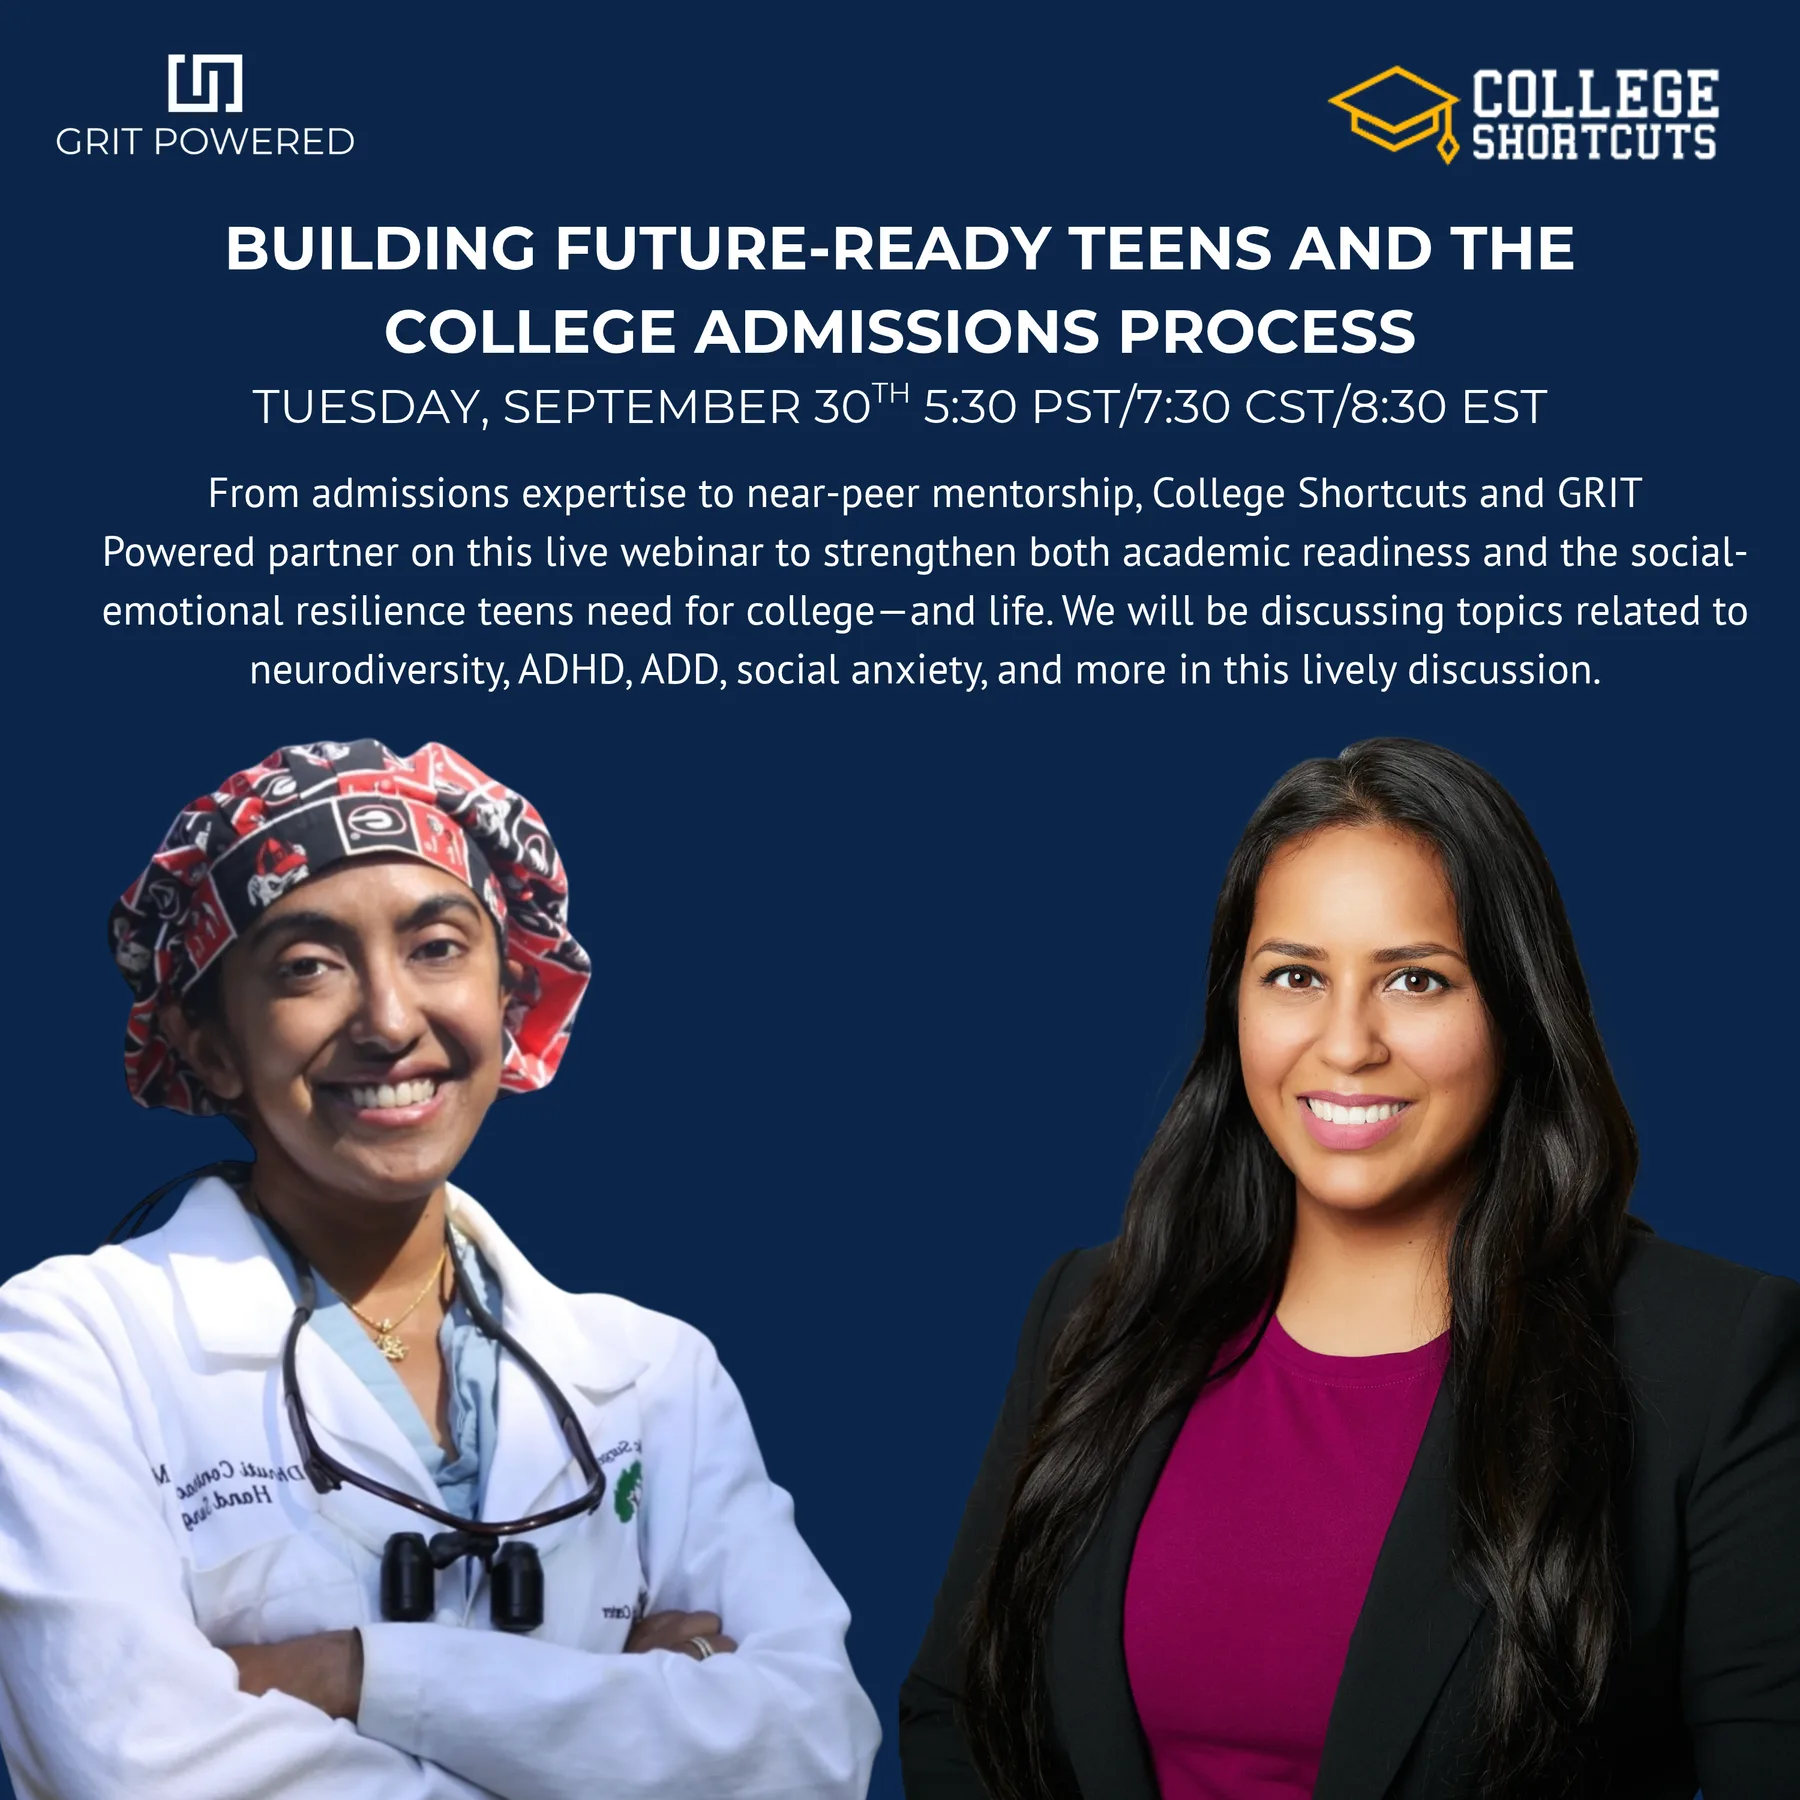 GRIT POWERED
COLLEGE
SHORTCUTS
BUILDING FUTURE-READY TEENS AND THE
COLLEGE ADMISSIONS PROCESS
TUESDAY, SEPTEMBER 30TH 5:30 PST/7:30 CST/8:30 EST
From admissions expertise to near-peer mentorship, College Shortcuts and GRIT
Powered partner on this live webinar to strengthen both academic readiness and the social-
emotional resilience teens need for college—and life. We will be discussing topics related to
neurodiversity, ADHD, ADD, social anxiety, and more in this lively discussion.
G
Hand